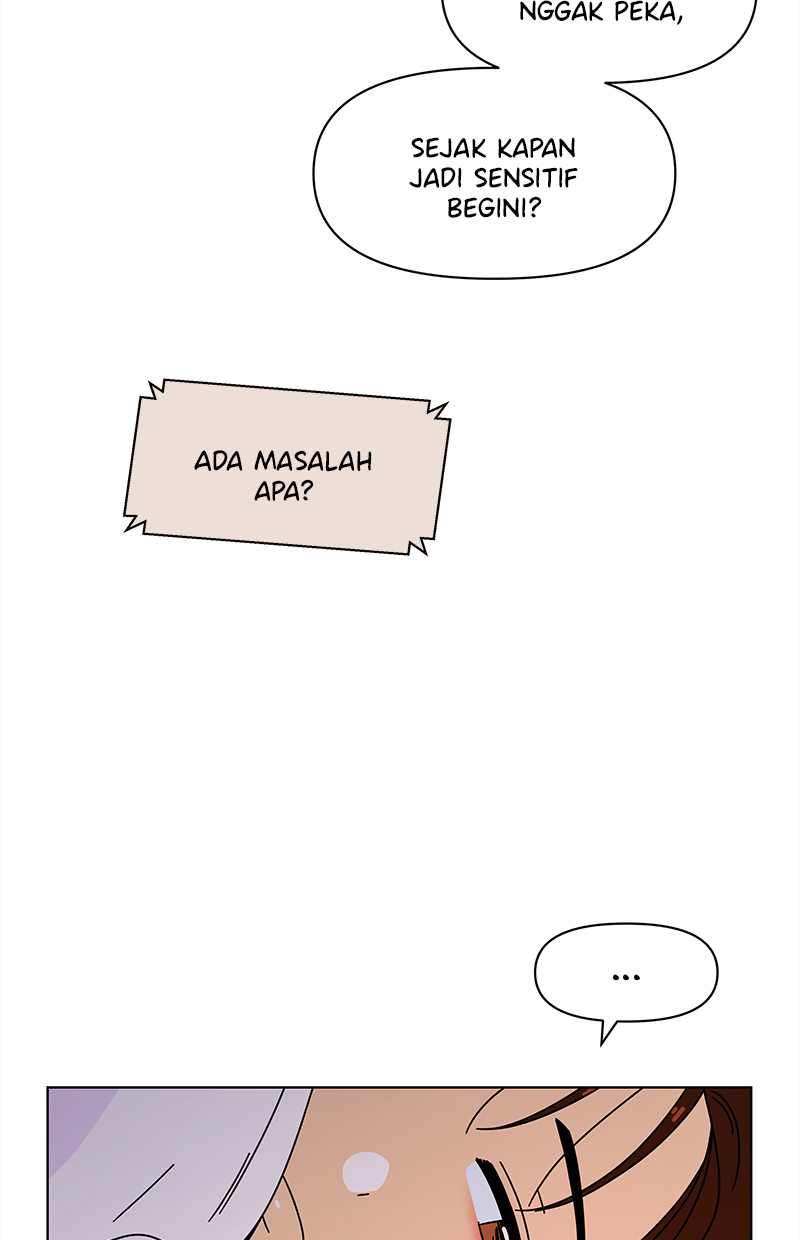 NGGAK PEKA,
SEJAK KAPAN
JADI SENSITIF
BEGINI?
ADA MASALAH
APA?
...